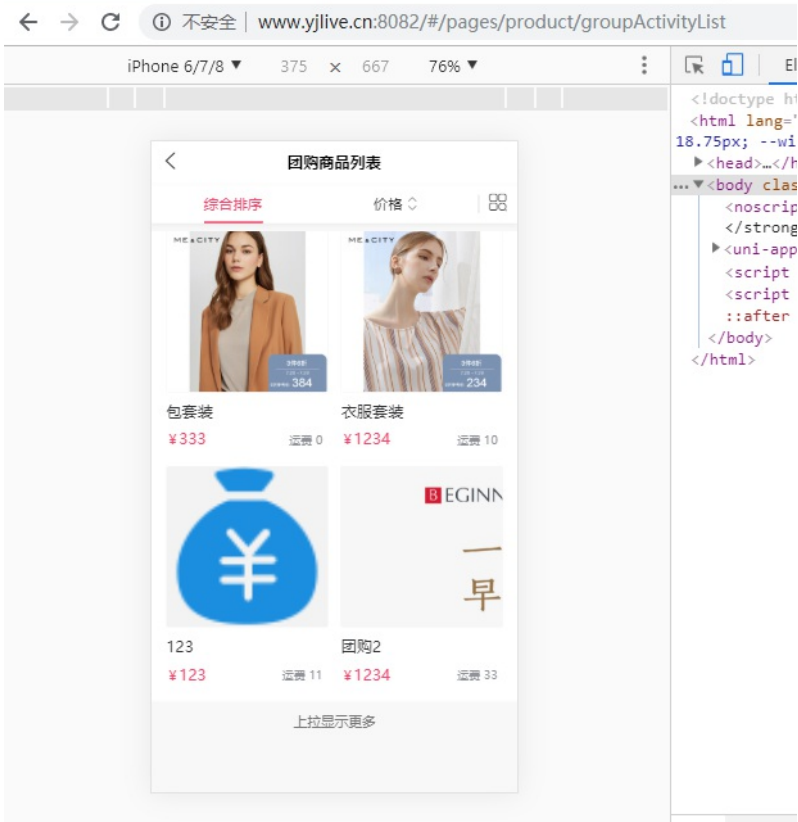 不安全 | www.yjlive.cn:8082/#/pages/product/groupActivityList
iPhone 6/7/8 ▼ 375 x 667 76% ▼
El
<!doctype ht
<html lang="
18.75px; --wi
▶<head>…</h
…▼<body clas
<noscrip
</strong
▶<uni-app
<script
<script
::after
</body>
</html>
团购商品列表
综合排序 价格
ME&CITY ME&CITY
384 234
包套装 衣服套装
¥333 运费 0 ¥1234 运费 10
¥ BEGINN
一
早
123 团购2
¥123 运费 11 ¥1234 运费 33
上拉显示更多